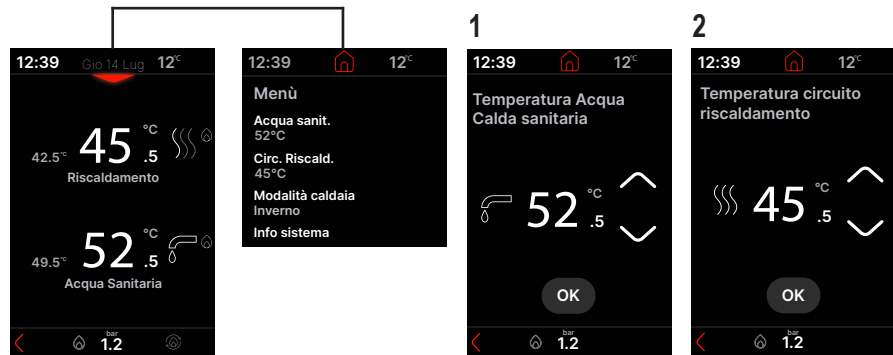 1
2
12:39 Gio 14 Lug 12°C
42.5°C 45.5 °C
Riscaldamento
49.5°C 52.5 °C
Acqua Sanitaria
bar
1.2
12:39 12°C
Menù
Acqua sanit.
52°C
Circ. Riscald.
45°C
Modalità caldaia
Inverno
Info sistema
12:39 12°C
Temperatura Acqua
Calda sanitaria
52.5 °C
OK
bar
1.2
12:39 12°C
Temperatura circuito
riscaldamento
45.5 °C
OK
bar
1.2